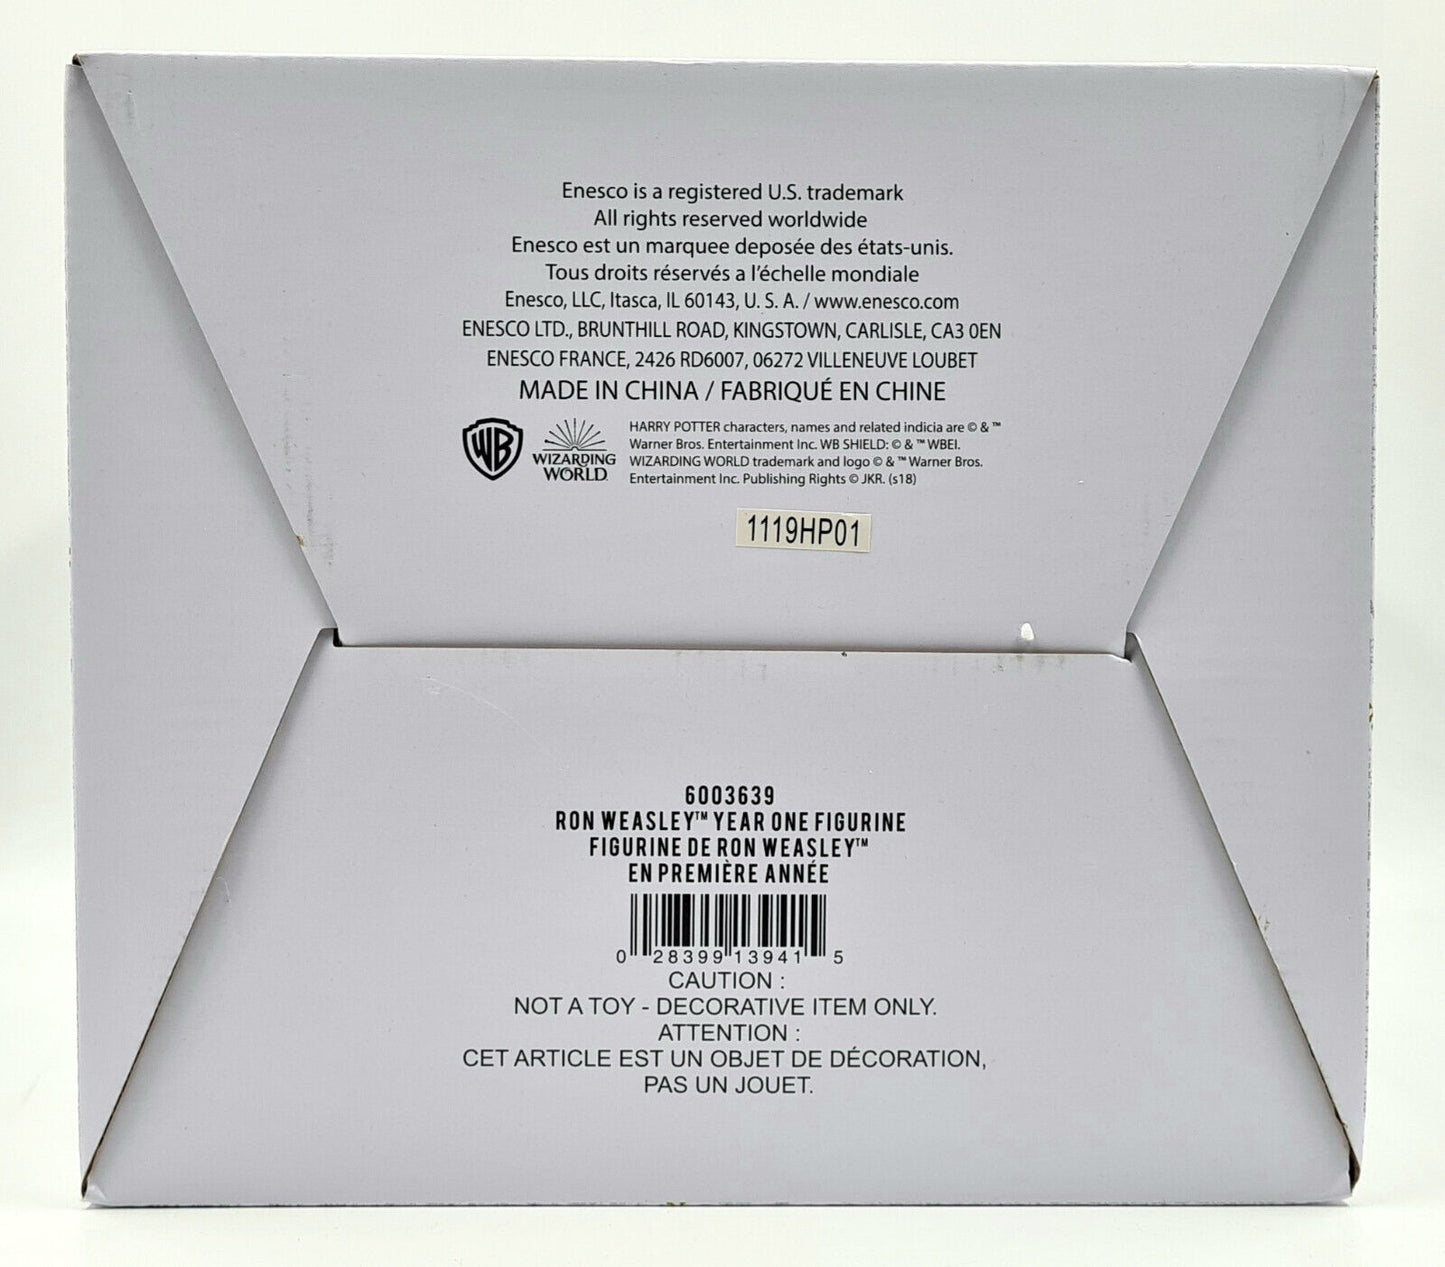 Enesco is a registered U.S. trademark
All rights reserved worldwide
Enesco est un marquee deposée des états-unis.
Tous droits réservés a l'échelle mondiale
Enesco, LLC, Itasca, IL 60143, U. S. A. / www.enesco.com
ENESCO LTD., BRUNTHILL ROAD, KINGSTOWN, CARLISLE, CA3 0EN
ENESCO FRANCE, 2426 RD6007, 06272 VILLENEUVE LOUBET
MADE IN CHINA / FABRIQUÉ EN CHINE
WB
WIZARDING
WORLD
HARRY POTTER characters, names and related indicia are © & ™
Warner Bros. Entertainment Inc. WB SHIELD: © & ™ WBEI.
WIZARDING WORLD trademark and logo © & ™ Warner Bros.
Entertainment Inc. Publishing Rights © JKR. (s18)
1119HP01
6003639
RON WEASLEY™ YEAR ONE FIGURINE
FIGURINE DE RON WEASLEY™
EN PREMIÈRE ANNÉE
0 28399 13941 5
CAUTION :
NOT A TOY - DECORATIVE ITEM ONLY.
ATTENTION :
CET ARTICLE EST UN OBJET DE DÉCORATION,
PAS UN JOUET.